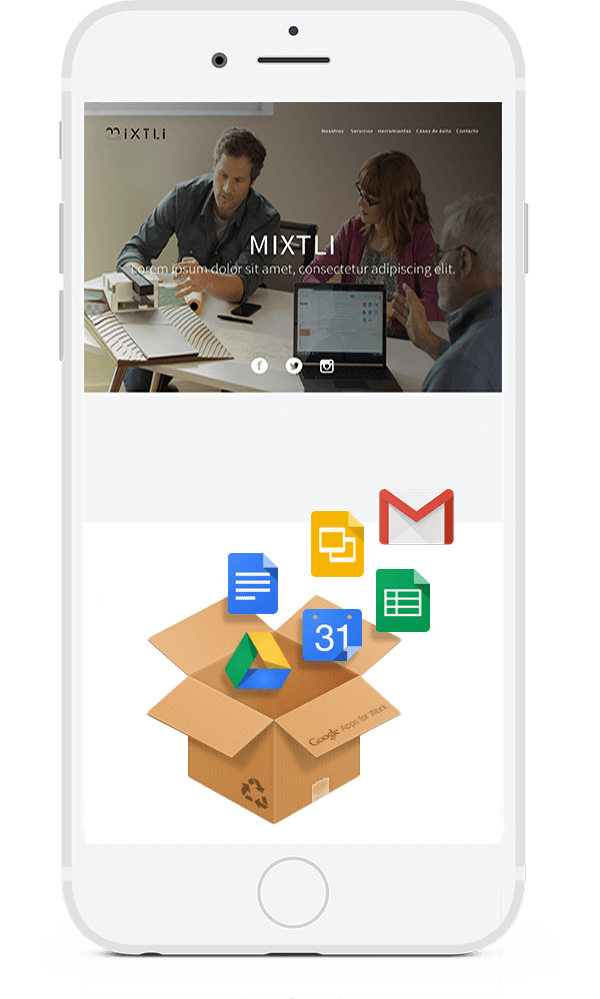 MIXTLI
Nosotros Servicios Herramientas Casos de éxito Contácto
MIXTLI
Lorem ipsum dolor sit amet, consectetur adipiscing elit.
31
Google Apps for Work